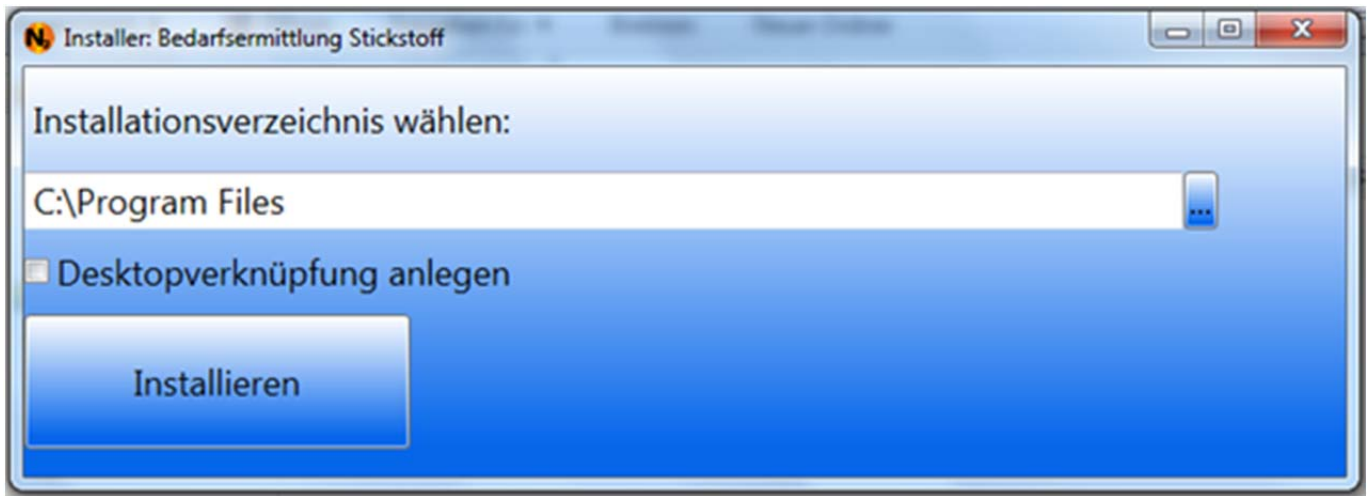 Installer: Bedarfsermittlung Stickstoff
Installationsverzeichnis wählen:
C:\Program Files
...
Desktopverknüpfung anlegen
Installieren